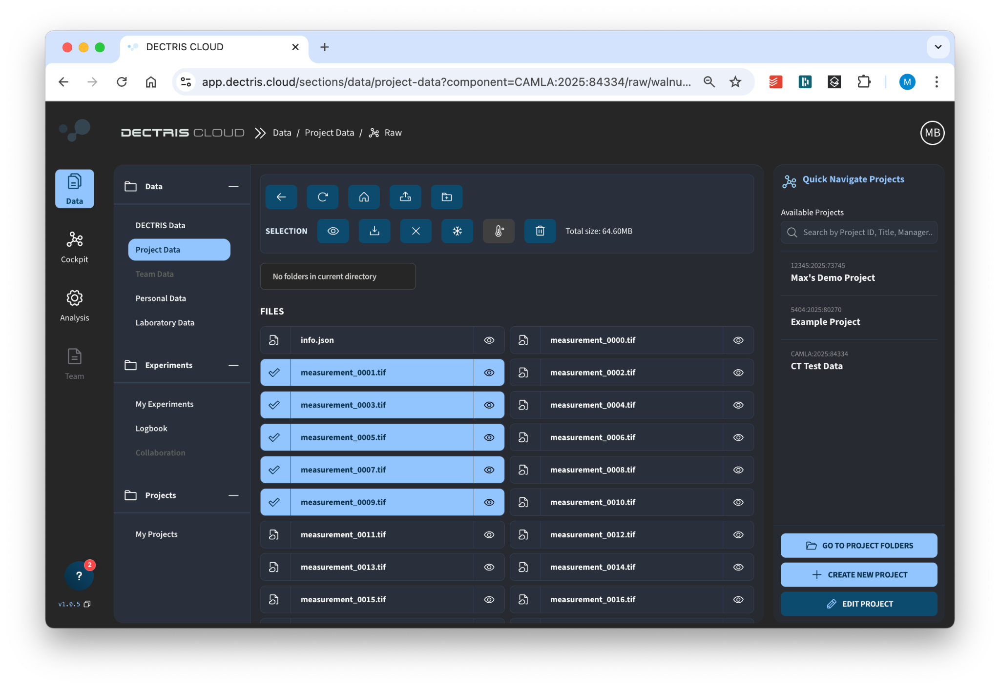 DECTRIS CLOUD
app.dectris.cloud/sections/data/project-data?component=CAMLA:2025:84334/raw/walnu...
M
DECTRIS CLOUD
Data / Project Data / Raw
MB
Data
Cockpit
Analysis
Team
?
2
v1.0.5
Data
DECTRIS Data
Project Data
Team Data
Personal Data
Laboratory Data
Experiments
My Experiments
Logbook
Collaboration
Projects
My Projects
SELECTION
Total size: 64.60MB
No folders in current directory
FILES
info.json
measurement_0000.tif
measurement_0001.tif
measurement_0002.tif
measurement_0003.tif
measurement_0004.tif
measurement_0005.tif
measurement_0006.tif
measurement_0007.tif
measurement_0008.tif
measurement_0009.tif
measurement_0010.tif
measurement_0011.tif
measurement_0012.tif
measurement_0013.tif
measurement_0014.tif
measurement_0015.tif
measurement_0016.tif
Quick Navigate Projects
Available Projects
Search by Project ID, Title, Manager..
12345:2025:73745
Max's Demo Project
5404:2025:80270
Example Project
CAMLA:2025:84334
CT Test Data
GO TO PROJECT FOLDERS
CREATE NEW PROJECT
EDIT PROJECT